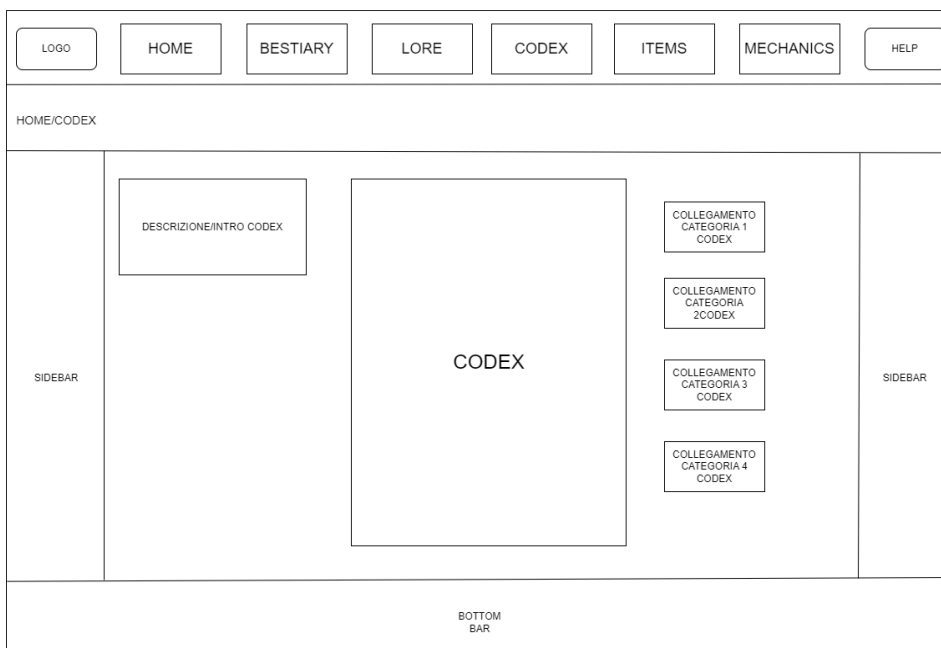 LOGO
HOME
BESTIARY
LORE
CODEX
ITEMS
MECHANICS
HELP
HOME/CODEX
SIDEBAR
DESCRIZIONE/INTRO CODEX
CODEX
COLLEGAMENTO
CATEGORIA 1
CODEX
COLLEGAMENTO
CATEGORIA
2CODEX
COLLEGAMENTO
CATEGORIA 3
CODEX
COLLEGAMENTO
CATEGORIA 4
CODEX
SIDEBAR
BOTTOM
BAR